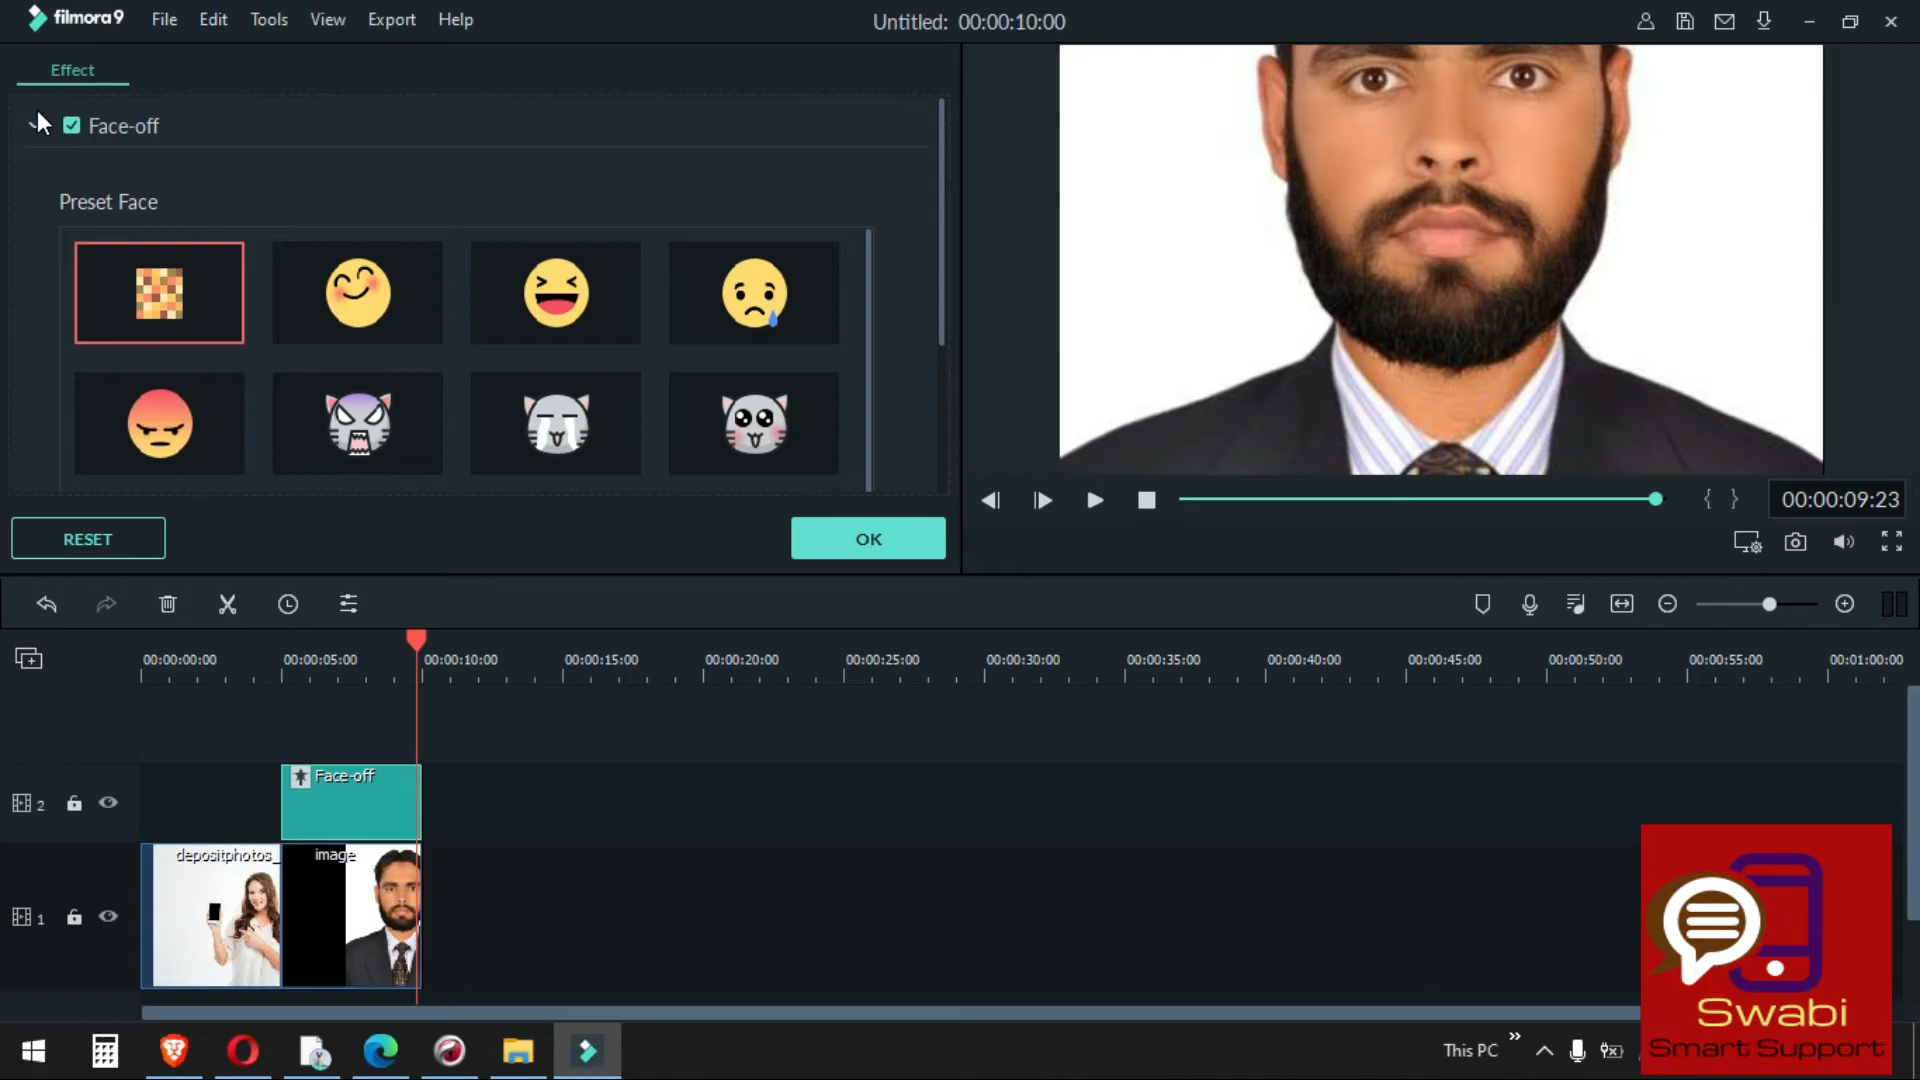 filmora9 File Edit Tools View Export Help Untitled: 00:00:10:00
Effect
Face-off
Preset Face
RESET OK
00:00:09:23
00:00:00:00 00:00:05:00 00:00:10:00 00:00:15:00 00:00:20:00 00:00:25:00 00:00:30:00 00:00:35:00 00:00:40:00 00:00:45:00 00:00:50:00 00:00:55:00 00:01:00:00
Face-off
2
depositphotos_ image
1
Swabi
Smart Support
This PC